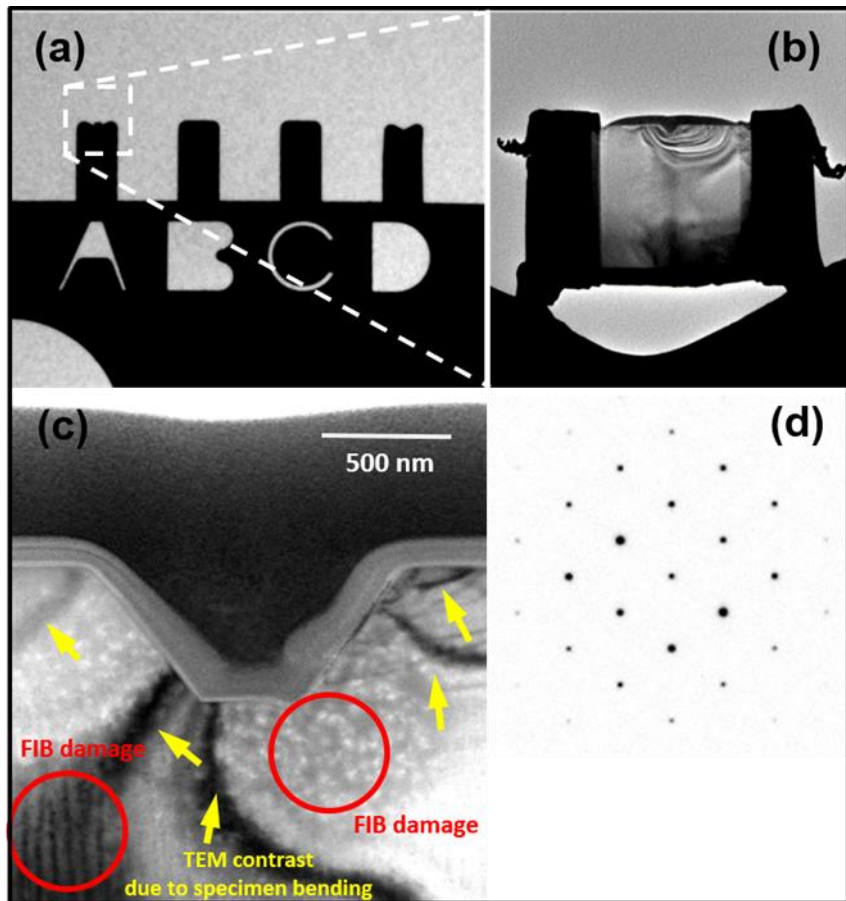 (a)
(b)
A B C D
(c)
(d)
500 nm
FIB damage
FIB damage
TEM contrast
due to specimen bending